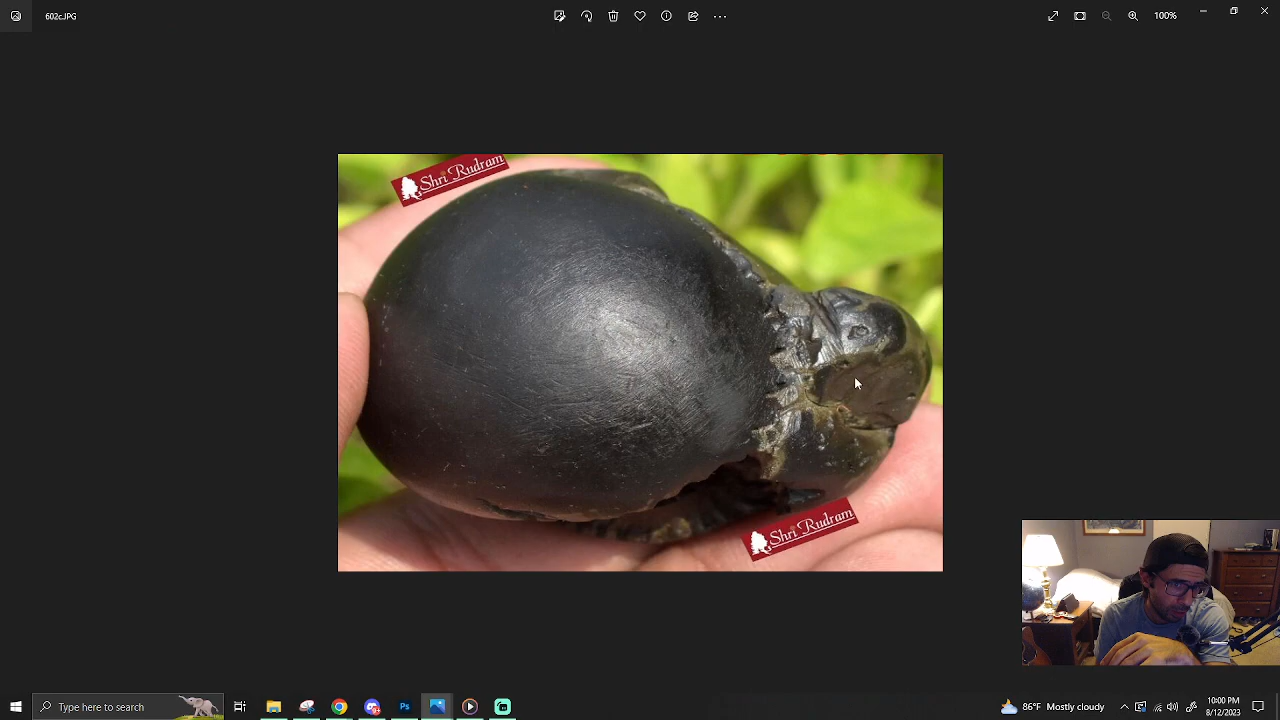 602c.JPG
100%
Shri Rudram
Shri Rudram
Type here to search
Ps
86°F Mostly cloudy
10:00 PM
8/12/2023